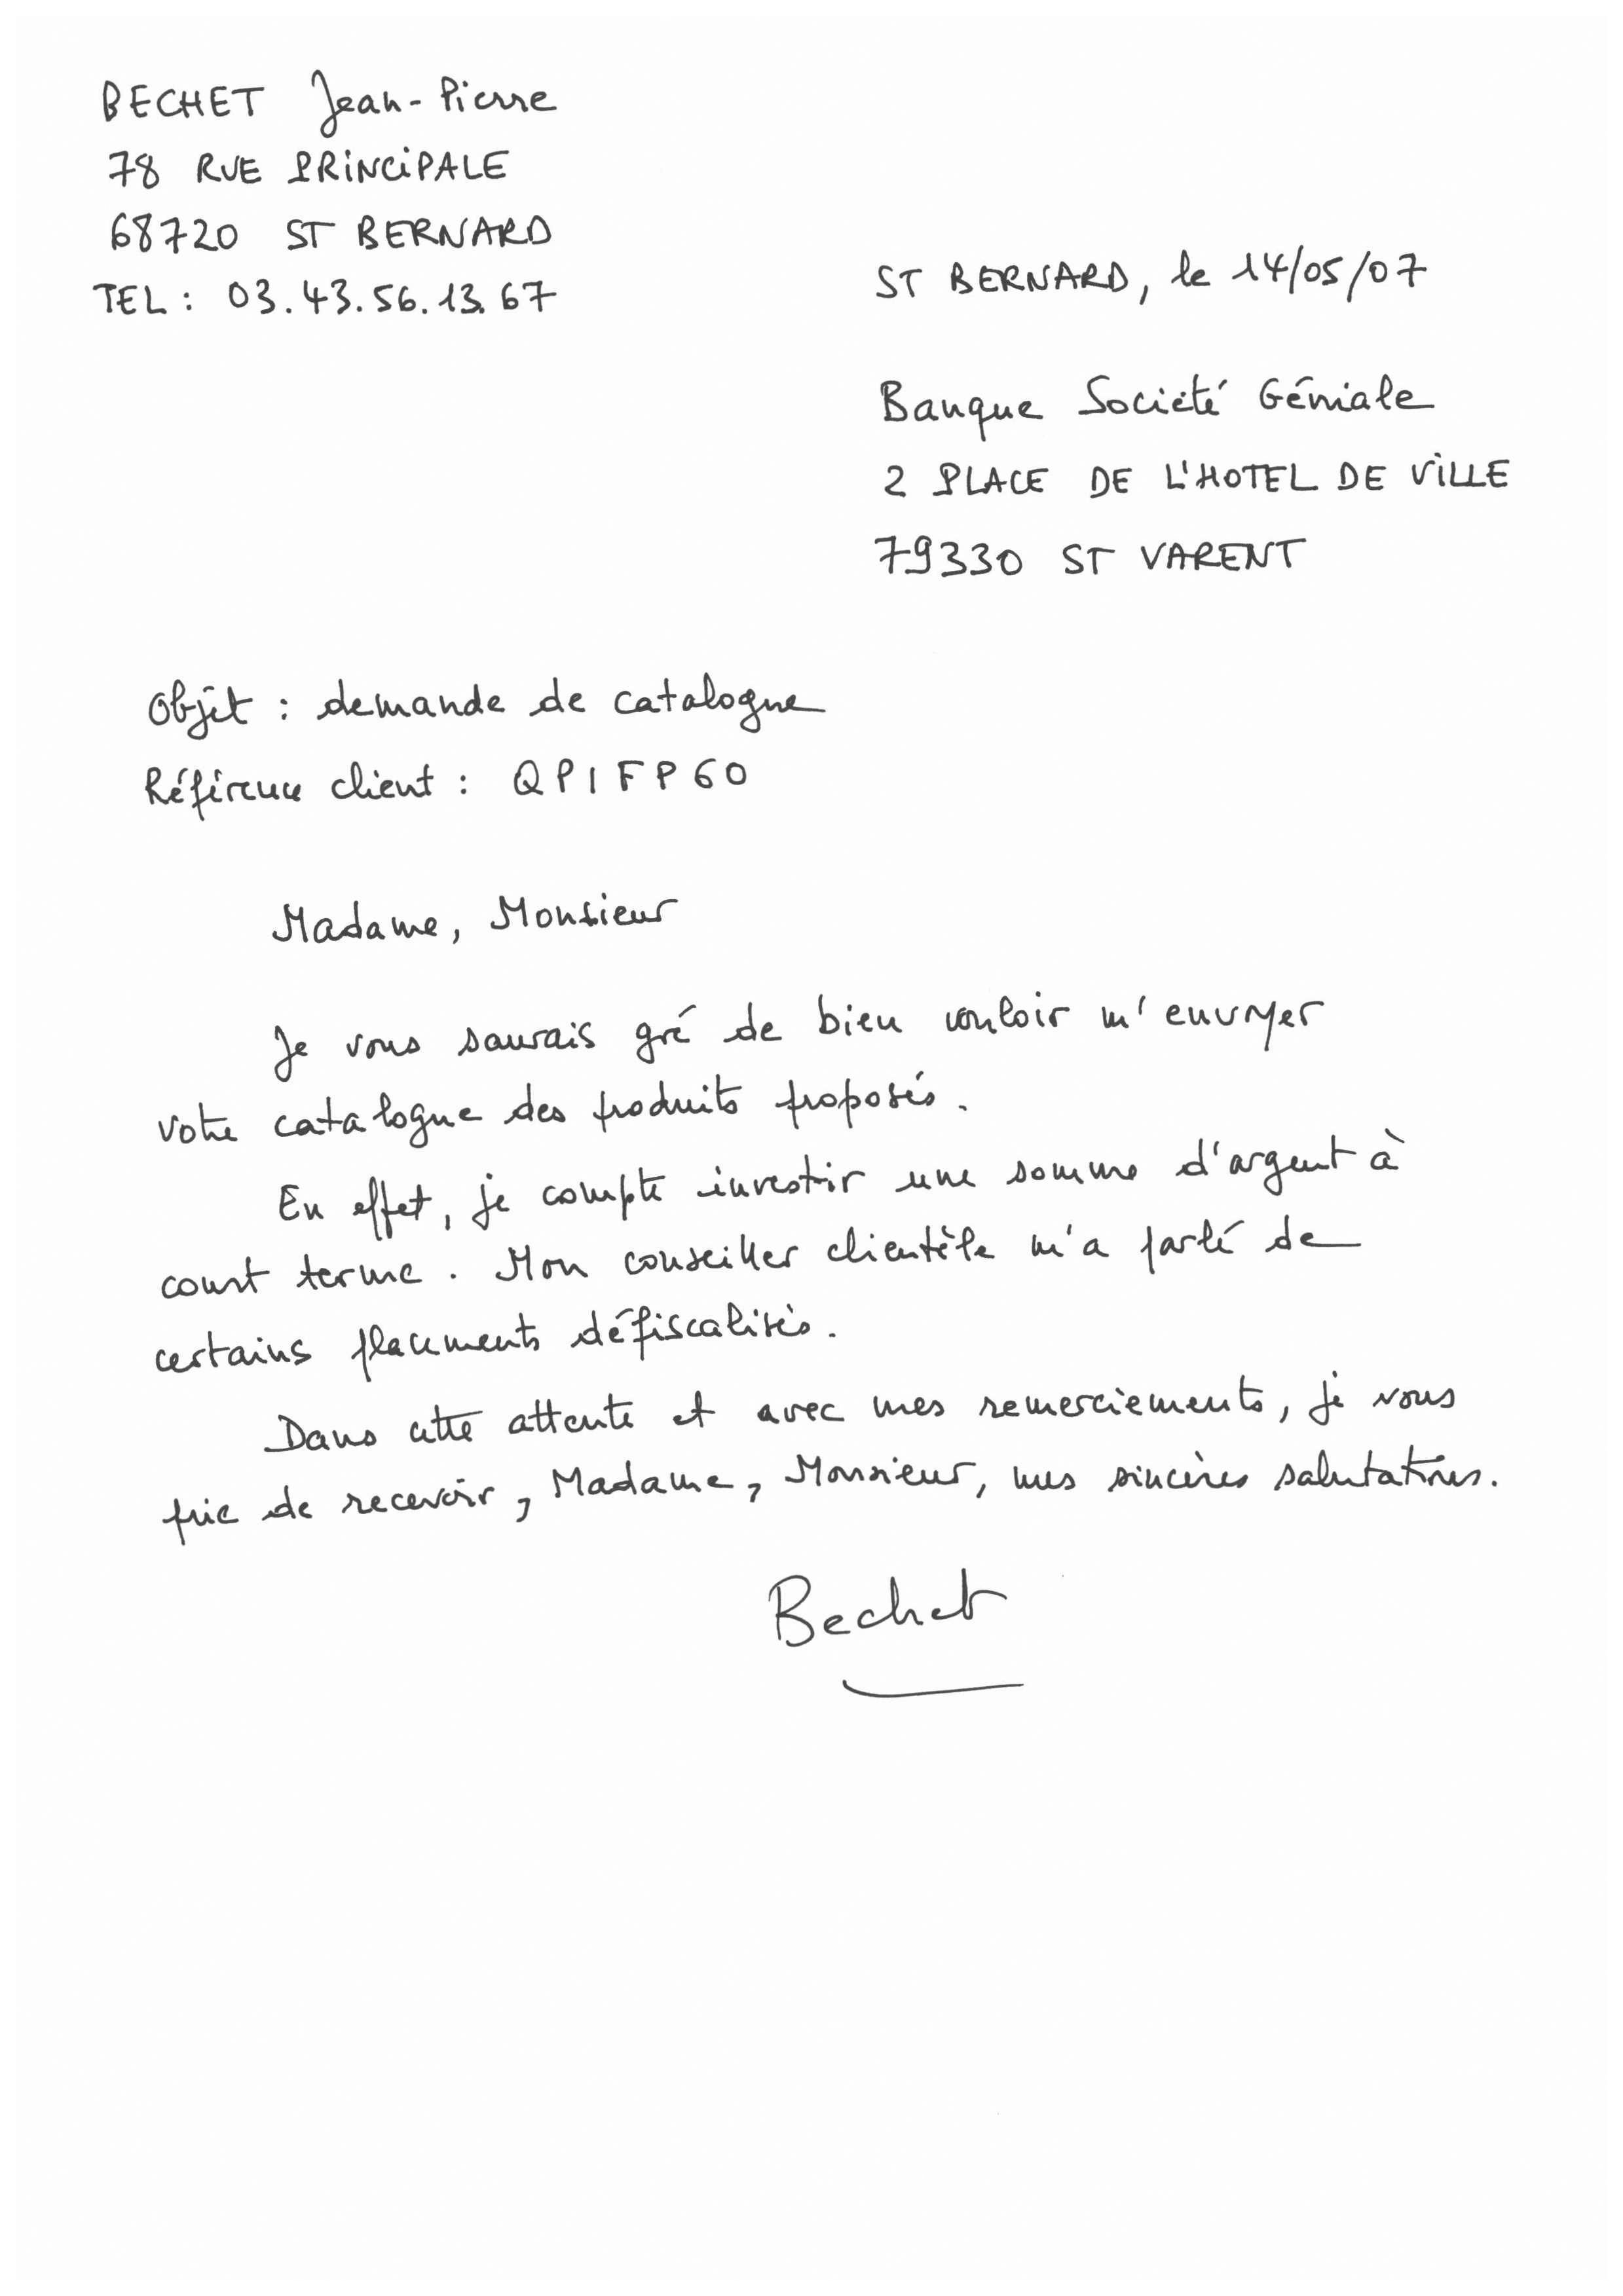 BECHET Jean-Pierre
78 RUE PRINCIPALE
68720 ST BERNARD
TEL : 03.43.56.13.67
ST BERNARD, le 14/05/07
Banque Société Géniale
2 PLACE DE L'HOTEL DE VILLE
79330 ST VARENT
Objet : demande de catalogue
Référence client : QPIFP60
Madame, Monsieur
Je vous saurais gré de bien vouloir m'envoyer
votre catalogue des produits proposés.
En effet, je compte investir une somme d'argent à
court terme. Mon conseiller clientèle m'a parlé de
certains placements défiscalisés.
Dans cette attente et avec mes remerciements, je vous
prie de recevoir, Madame, Monsieur, mes sincères salutations.
Bechet